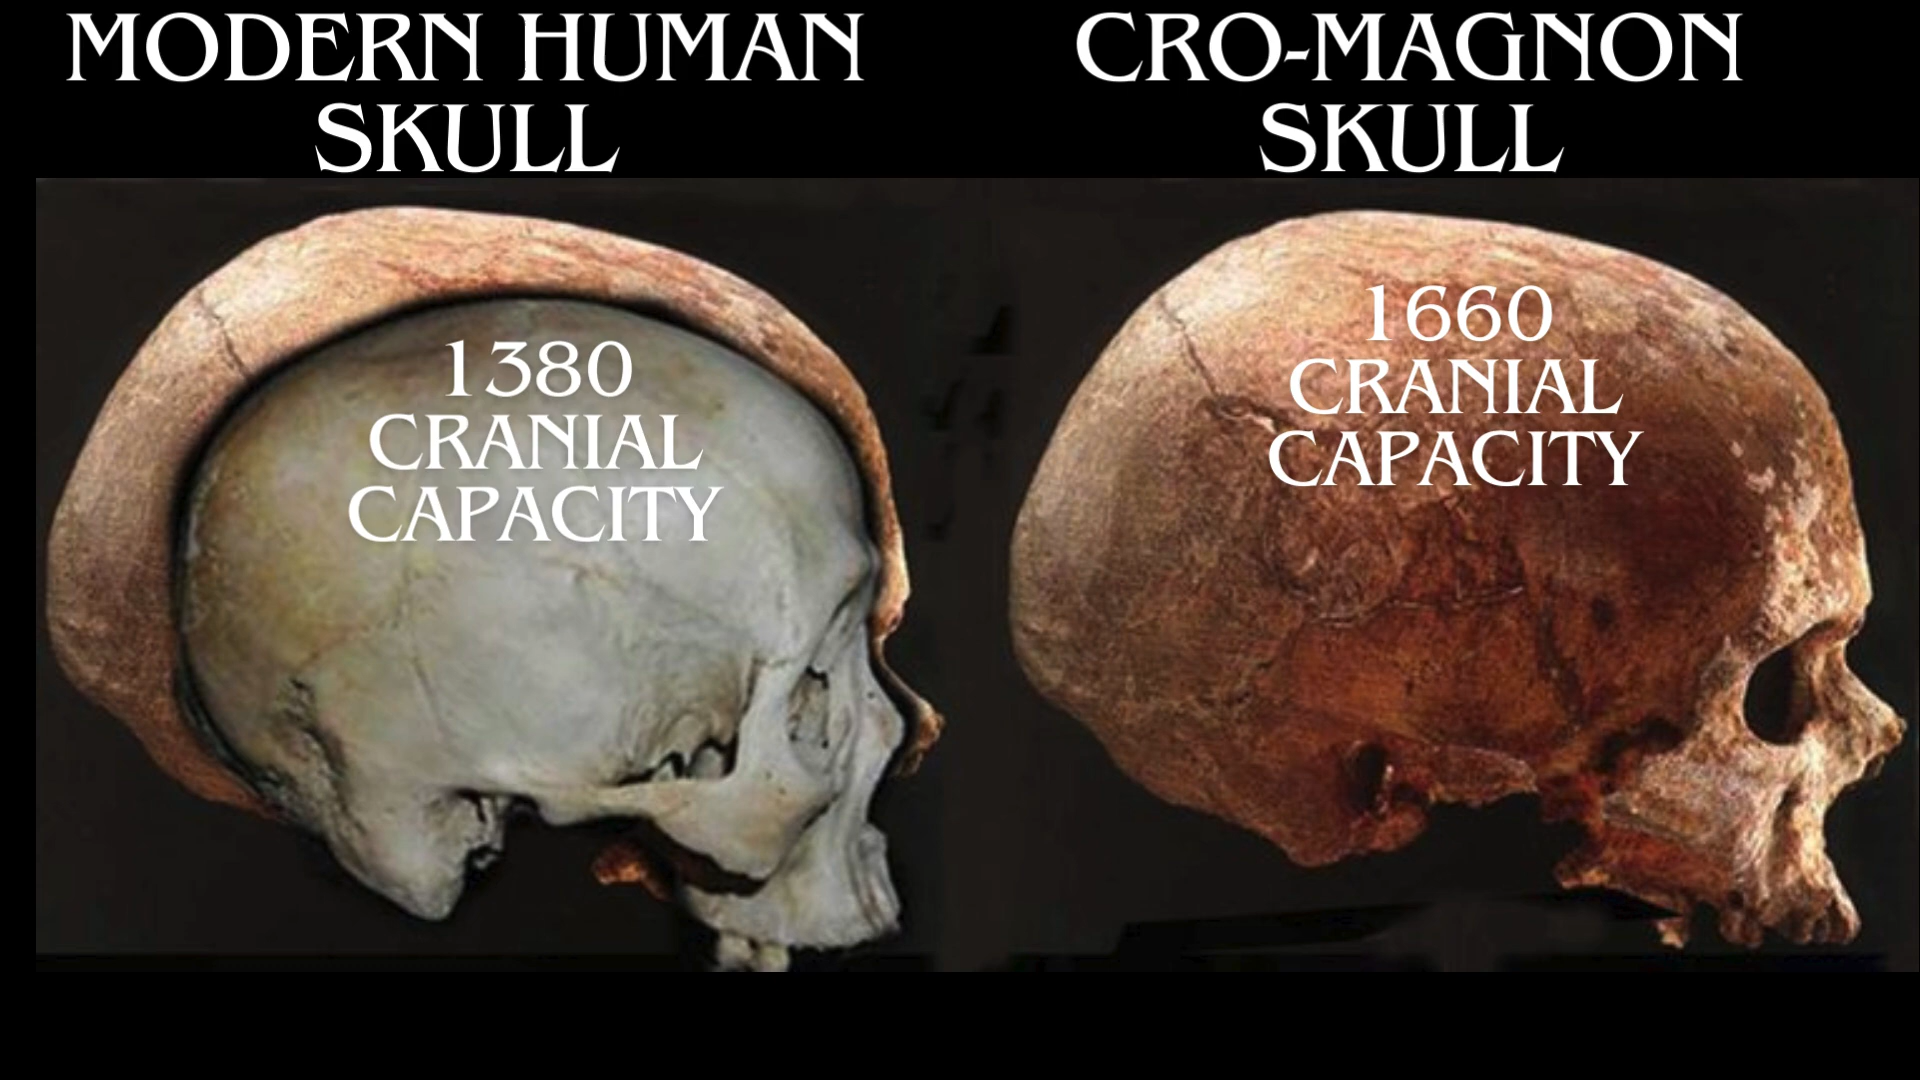 MODERN HUMAN
SKULL
1380
CRANIAL
CAPACITY
CRO-MAGNON
SKULL
1660
CRANIAL
CAPACITY